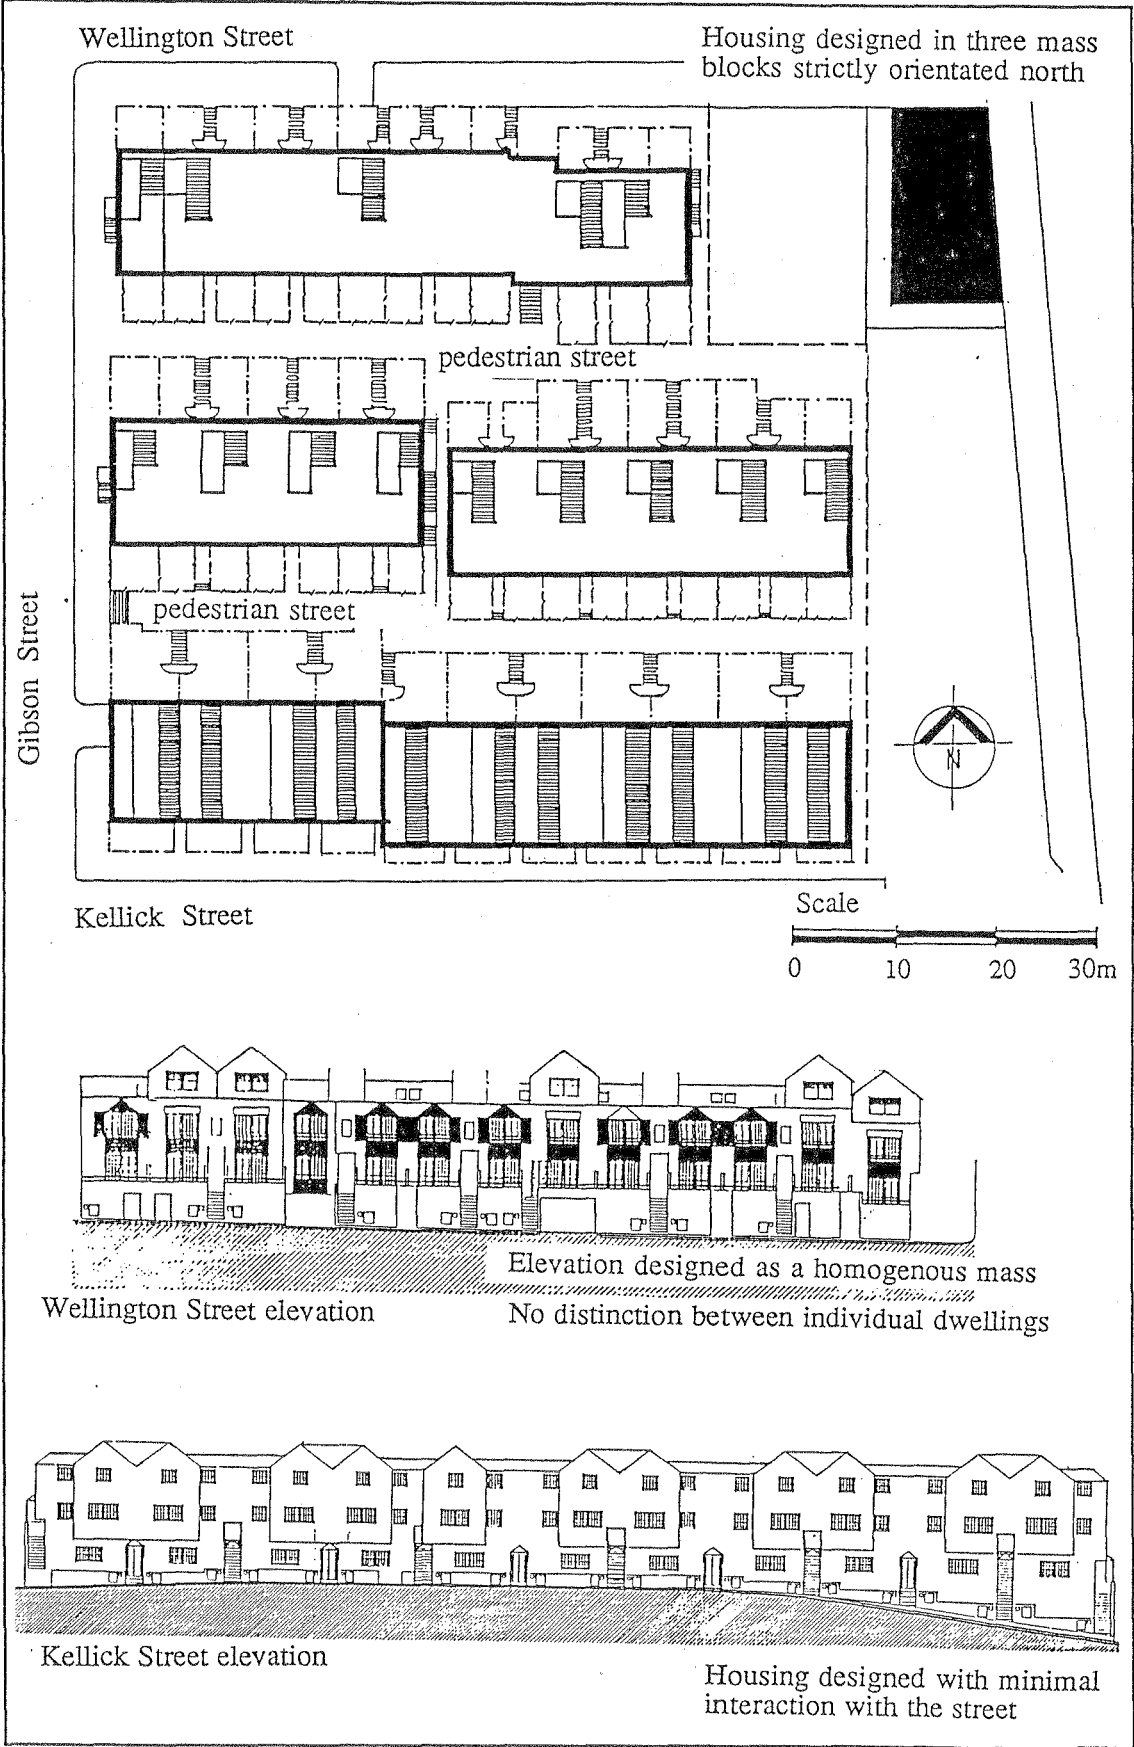 Wellington Street
Housing designed in three mass
blocks strictly orientated north
pedestrian street
pedestrian street
Gibson Street
N
Kellick Street
Scale
0 10 20 30m
Elevation designed as a homogenous mass
Wellington Street elevation
No distinction between individual dwellings
Kellick Street elevation
Housing designed with minimal
interaction with the street